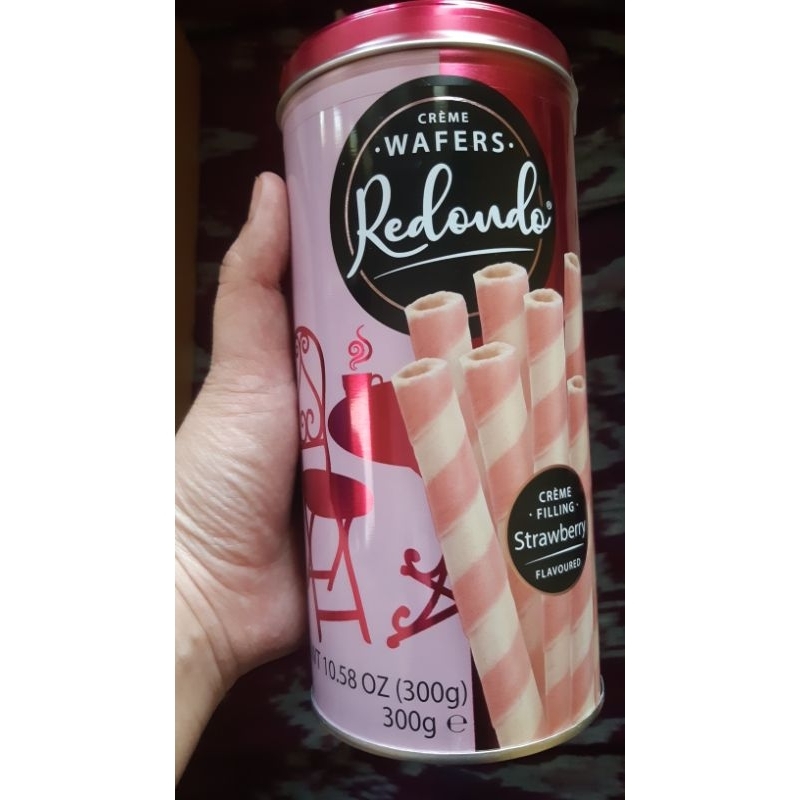 CRÈME
·WAFERS·
Redondo®
CRÈME
· FILLING ·
Strawberry
FLAVOURED
10.58 OZ (300g)
300g ℮